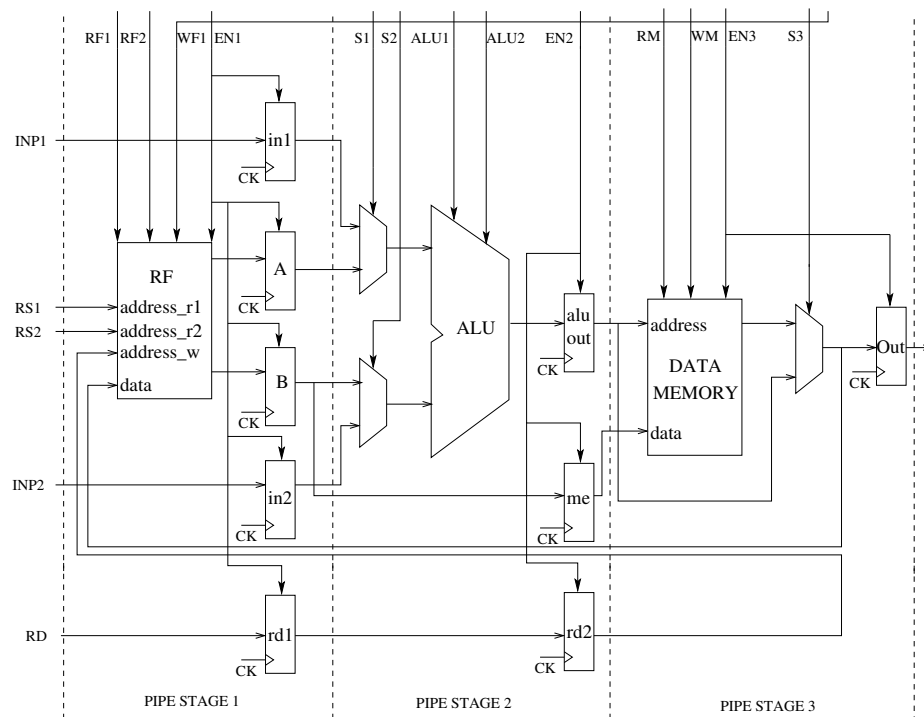 RF1 RF2 WF1 EN1 S1 S2 ALU1 ALU2 EN2 RM WM EN3 S3
INP1
in1
CK
RF
A
CK
RS1
address_r1
RS2
address_r2
address_w
data
B
CK
INP2
in2
CK
RD
rd1
CK
ALU
alu
out
CK
me
CK
rd2
CK
address
DATA
MEMORY
data
Out
CK
PIPE STAGE 1
PIPE STAGE 2
PIPE STAGE 3